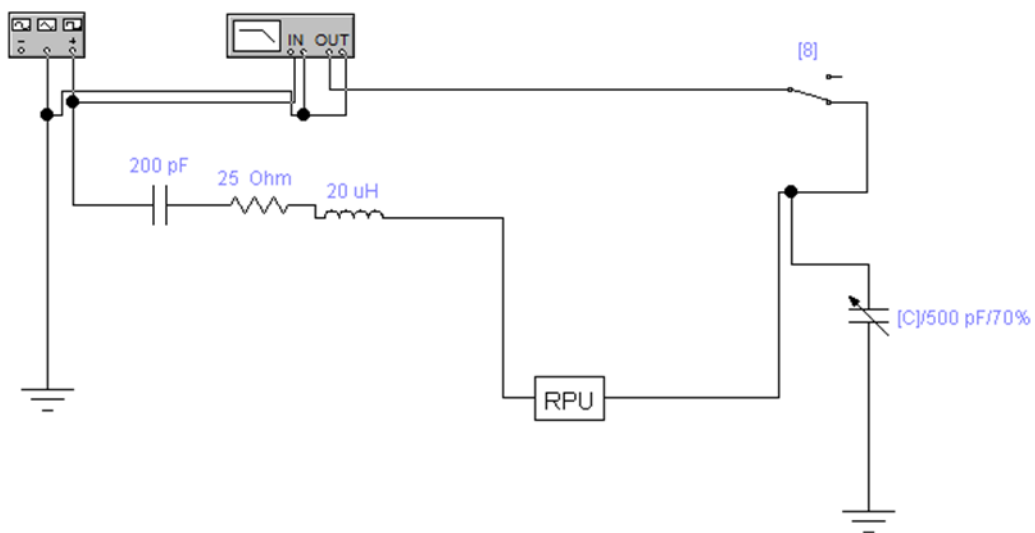 − +
IN OUT
[8]
200 pF
25 Ohm
20 uH
[C]/500 pF/70%
RPU